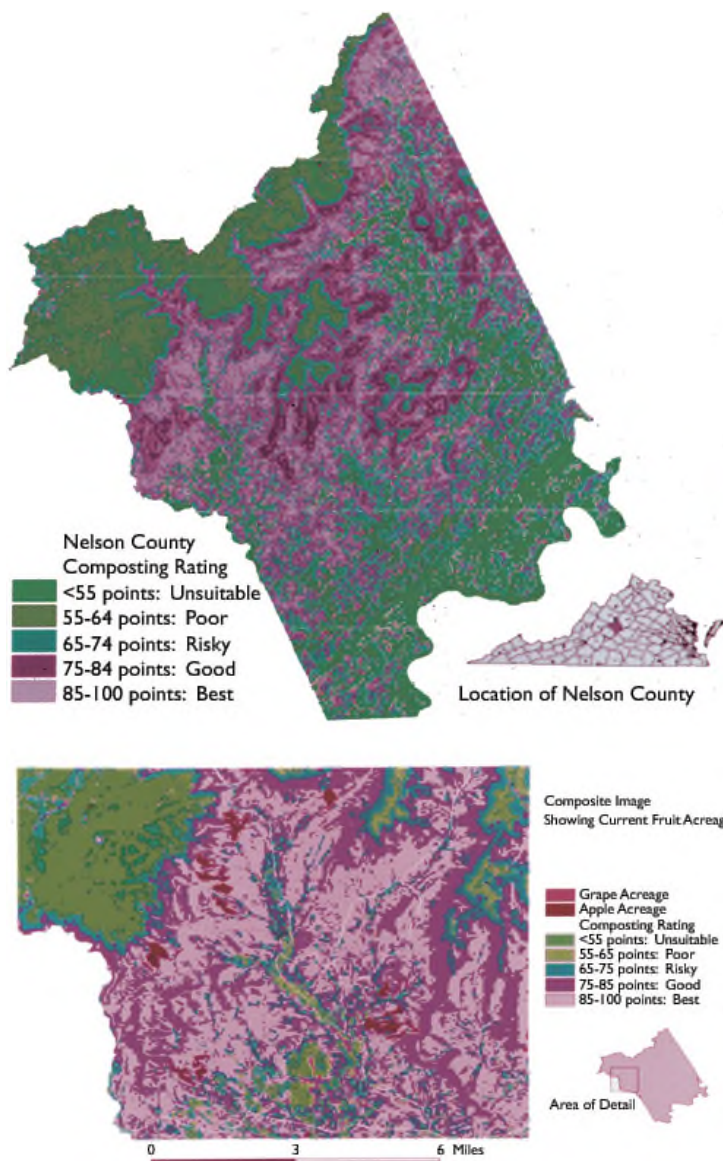 Nelson County
Composting Rating
<55 points: Unsuitable
55-64 points: Poor
65-74 points: Risky
75-84 points: Good
85-100 points: Best
Location of Nelson County
Composite Image
Showing Current Fruit Acreag
Grape Acreage
Apple Acreage
Composting Rating
<55 points: Unsuitable
55-65 points: Poor
65-75 points: Risky
75-85 points: Good
85-100 points: Best
Area of Detail
0 3 6 Miles